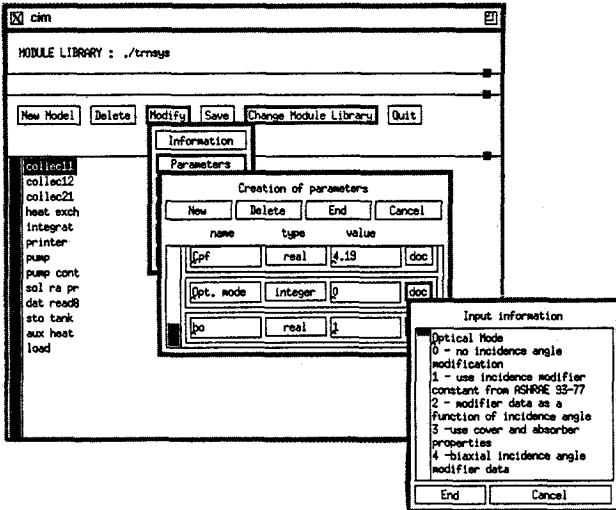 cim
MODULE LIBRARY : ./trnsys
New Model Delete Modify Save Change Module Library Quit
Information
Parameters
collec11
collec12
collec21
heat exch
integrat
printer
pump
pump cont
sol ra pr
dat read8
sto tank
aux heat
load
Creation of parameters
New Delete End Cancel
name type value
Cpf real 4.19 doc
Opt. mode integer 0 doc
bo real 1
Input information
Optical Mode
0 - no incidence angle
modification
1 - use incidence modifier
constant from ASHRAE 93-77
2 - modifier data as a
function of incidence angle
3 -use cover and absorber
properties
4 -biaxial incidence angle
modifier data
End Cancel